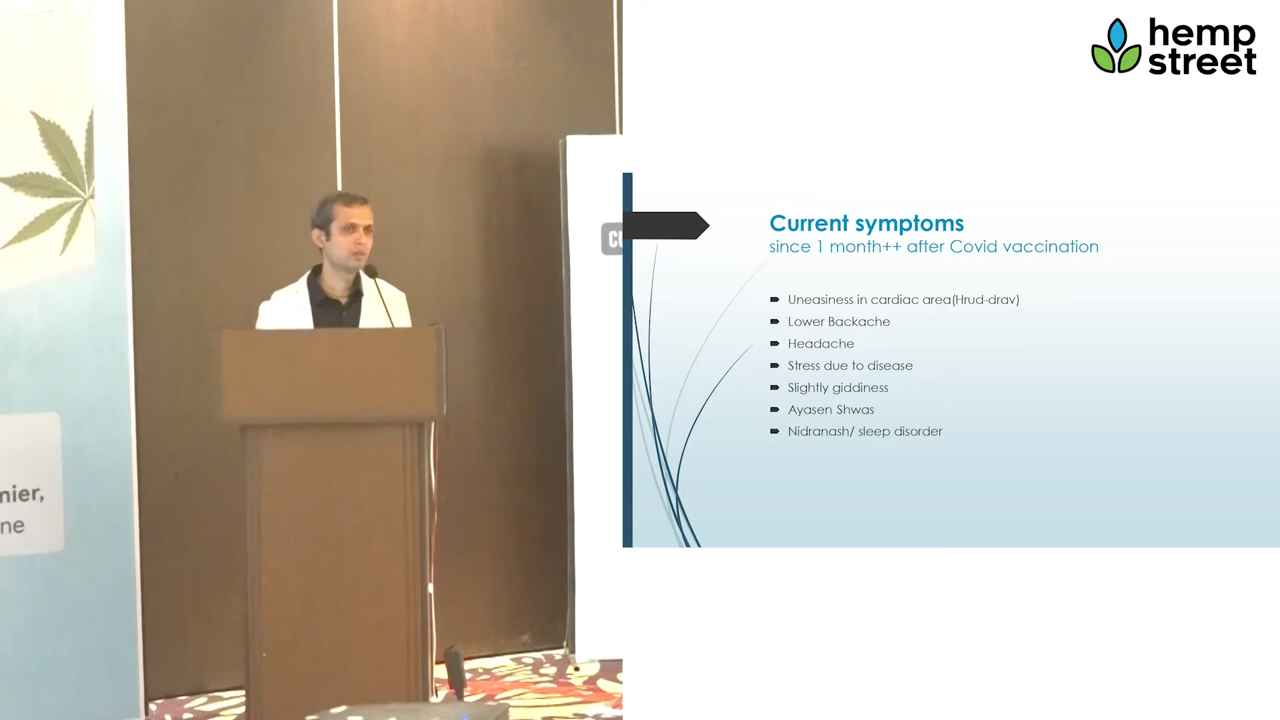 hemp
street
Current symptoms
since 1 month++ after Covid vaccination
Uneasiness in cardiac area(Hrud-drav)
Lower Backache
Headache
Stress due to disease
Slightly giddiness
Ayasen Shwas
Nidranash/ sleep disorder
nier,
ne